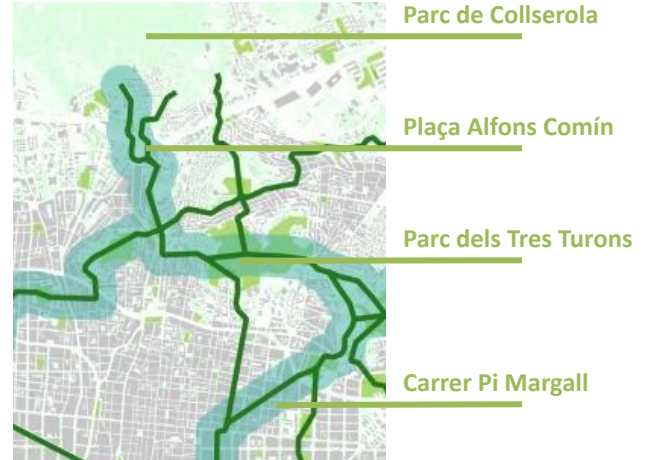 Parc de Collserola
Plaça Alfons Comín
Parc dels Tres Turons
Carrer Pi Margall